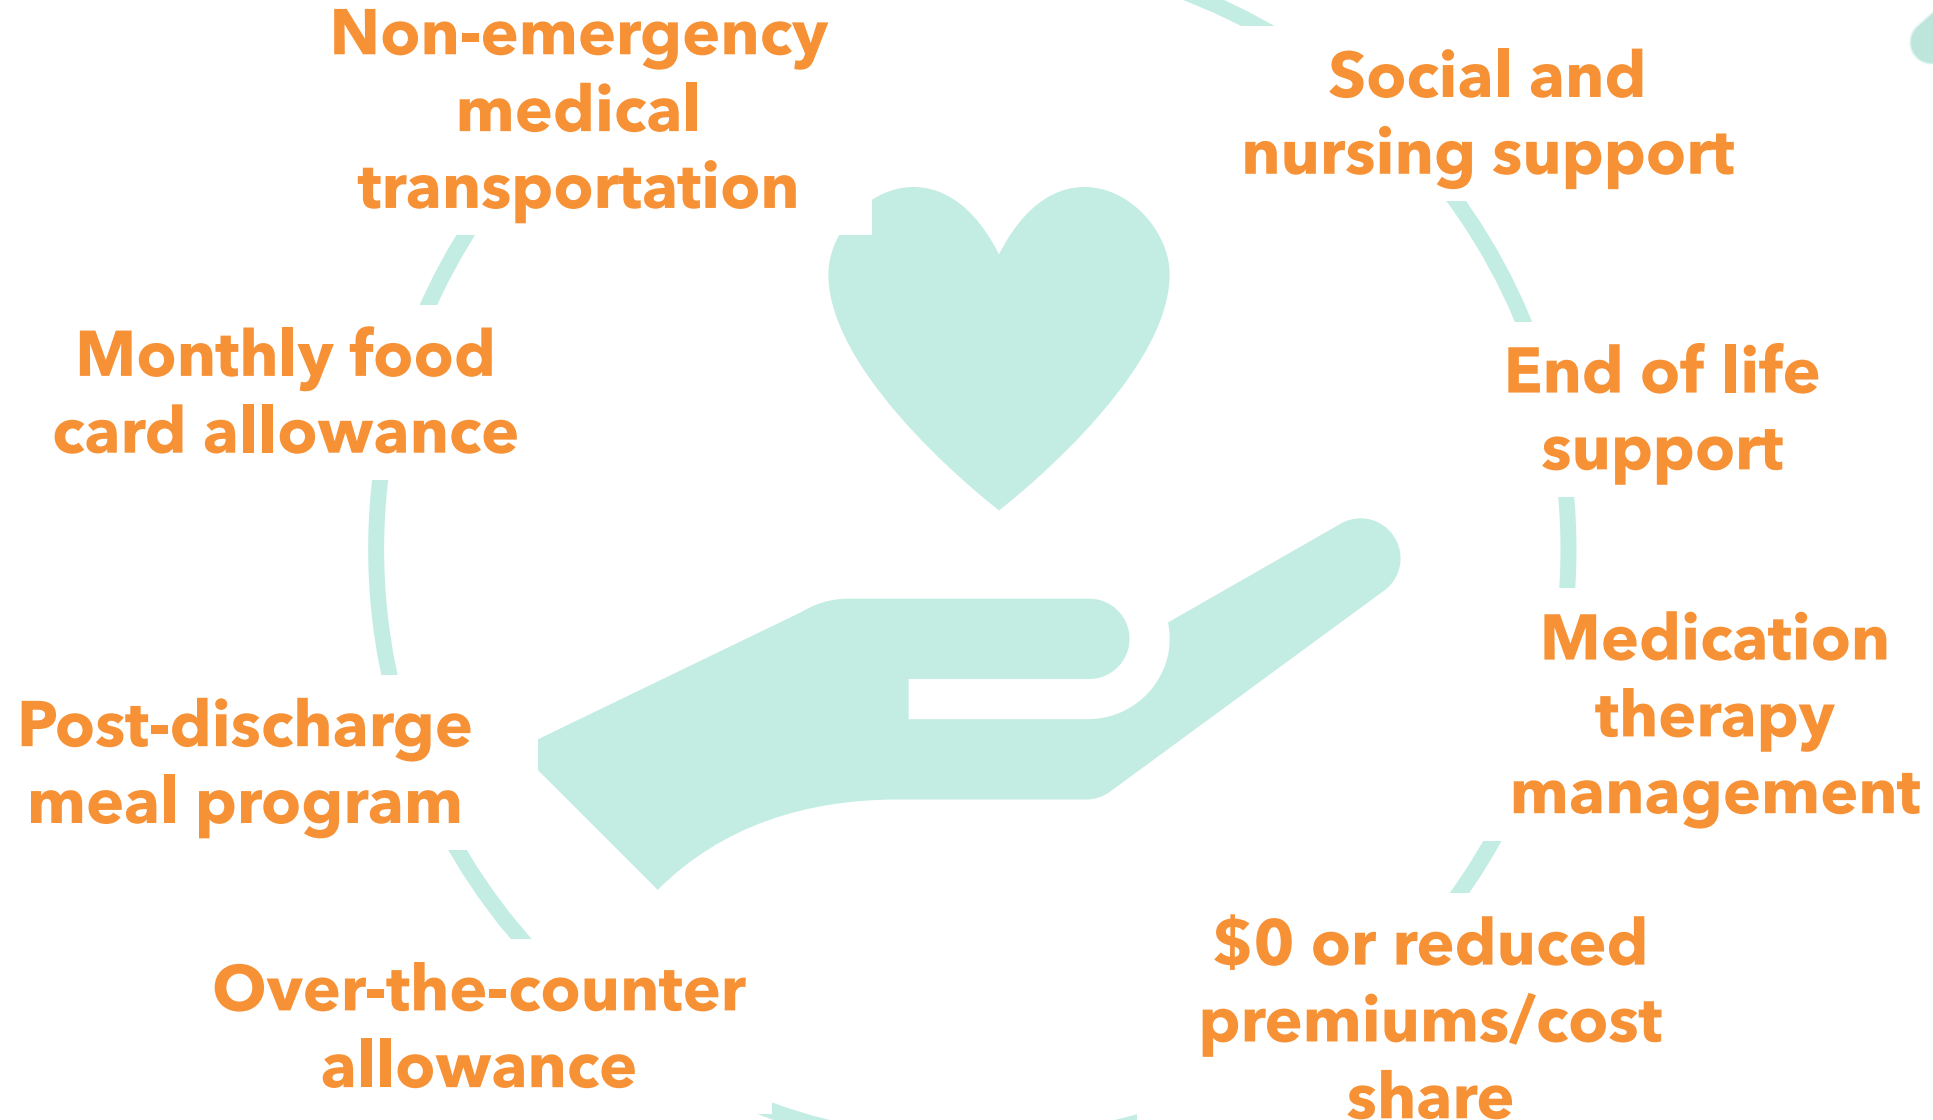 Non-emergency
medical
transportation
Social and
nursing support
Monthly food
card allowance
End of life
support
Post-discharge
meal program
Medication
therapy
management
Over-the-counter
allowance
$0 or reduced
premiums/cost
share